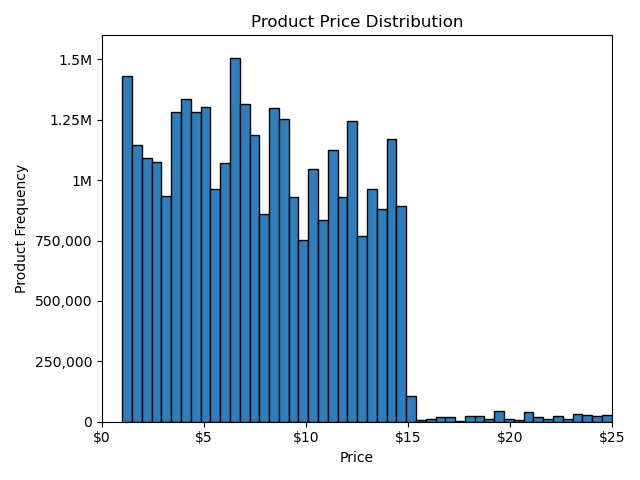 Product Price Distribution
1.5M
1.25M
1M
750,000
500,000
250,000
0
Product Frequency
$0
$5
$10
$15
$20
$25
Price